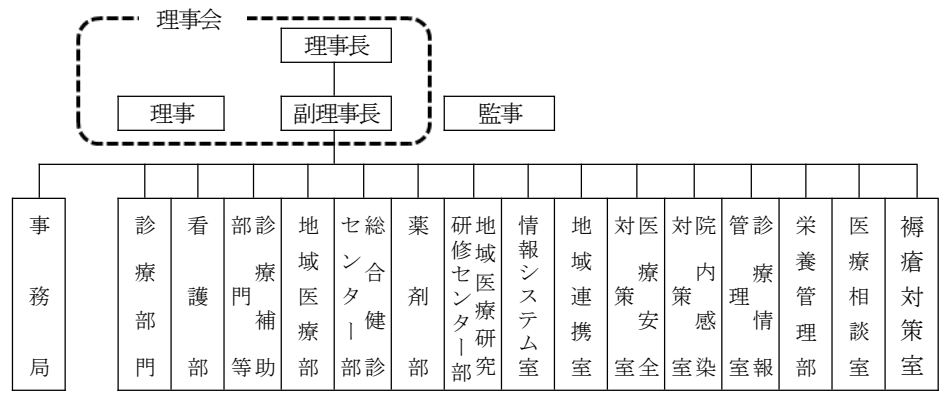 理事会
理事長
理事
副理事長
監事
事務局
診療部門
看護部
診療補助
部門等
地域医療部
総合健診
センター部
薬剤部
地域医療研究
研修センター部
情報システム室
地域連携室
医療安全
対策室
院内感染
対策室
診療情報
管理室
栄養管理部
医療相談室
褥瘡対策室